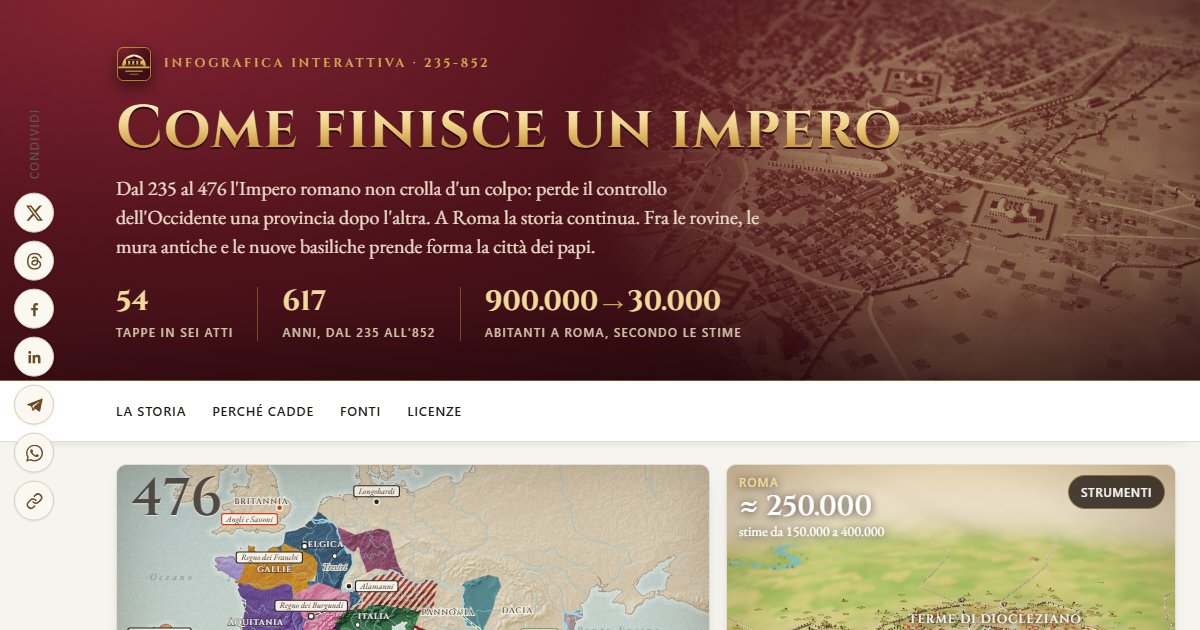 INFOGRAFICA INTERATTIVA · 235-852
COME FINISCE UN IMPERO
Dal 235 al 476 l'Impero romano non crolla d'un colpo: perde il controllo
dell'Occidente una provincia dopo l'altra. A Roma la storia continua. Fra le rovine, le
mura antiche e le nuove basiliche prende forma la città dei papi.
54
TAPPE IN SEI ATTI
617
ANNI, DAL 235 ALL'852
900.000→30.000
ABITANTI A ROMA, SECONDO LE STIME
CONDIVIDI
LA STORIA PERCHÉ CADDE FONTI LICENZE
476
BRITANNIA
Angli e Sassoni
Longobardi
BELGICA
Regno dei Franchi
GALLIE
Treviri
Alamanni
Regno dei Burgundi
Oceano
AQUITANIA
ITALIA
PANNONIA
DACIA
ROMA
≈ 250.000
stime da 150.000 a 400.000
STRUMENTI
TERME DI DIOCLEZIANO